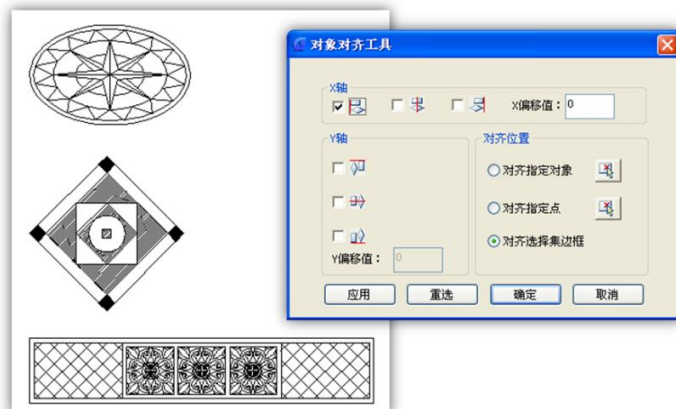 对象对齐工具
X轴
X偏移值： 0
Y轴
Y偏移值： 0
对齐位置
对齐指定对象
对齐指定点
对齐选择集边框
应用 重选 确定 取消